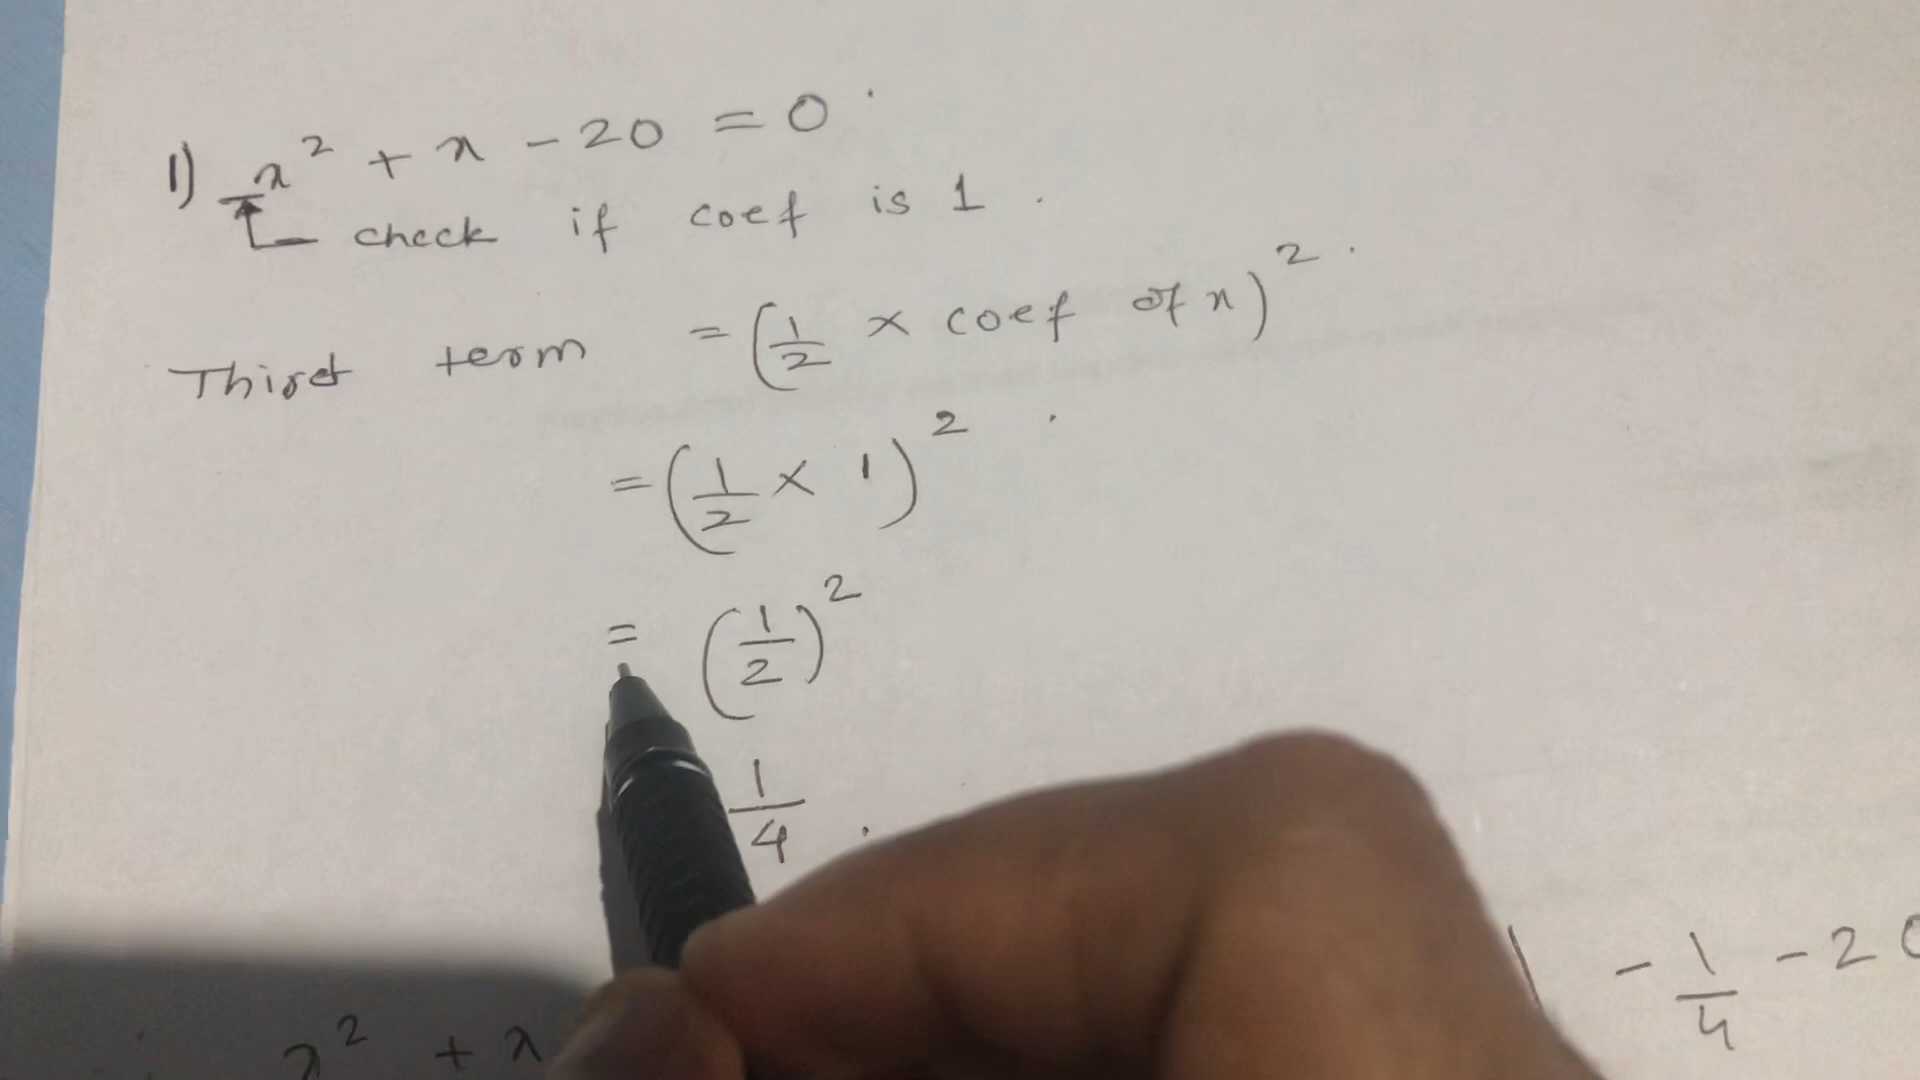 1) x² + x - 20 = 0
check if coef is 1.
Third term = (1/2 × coef of x)².
= (1/2 × 1)²
= (1/2)²
1/4
x² + x - 1/4 - 20